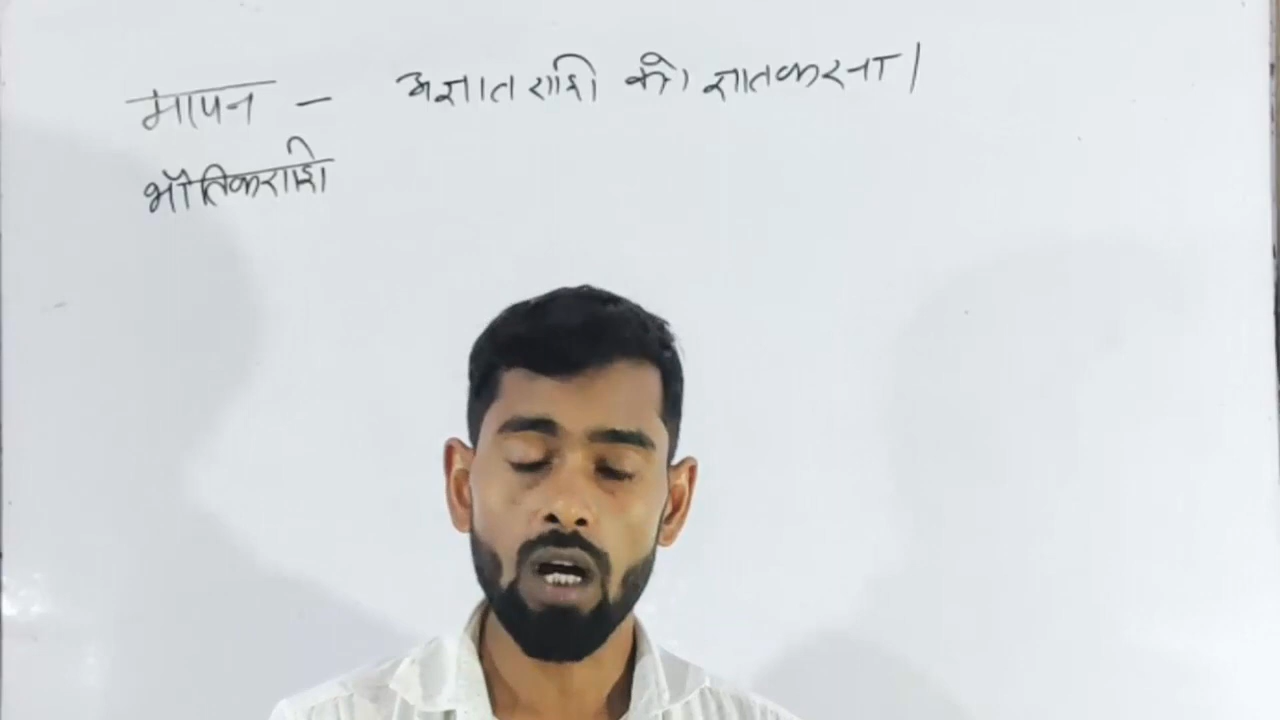 मापन – अज्ञात राशि को ज्ञात करना।
भौतिक राशि